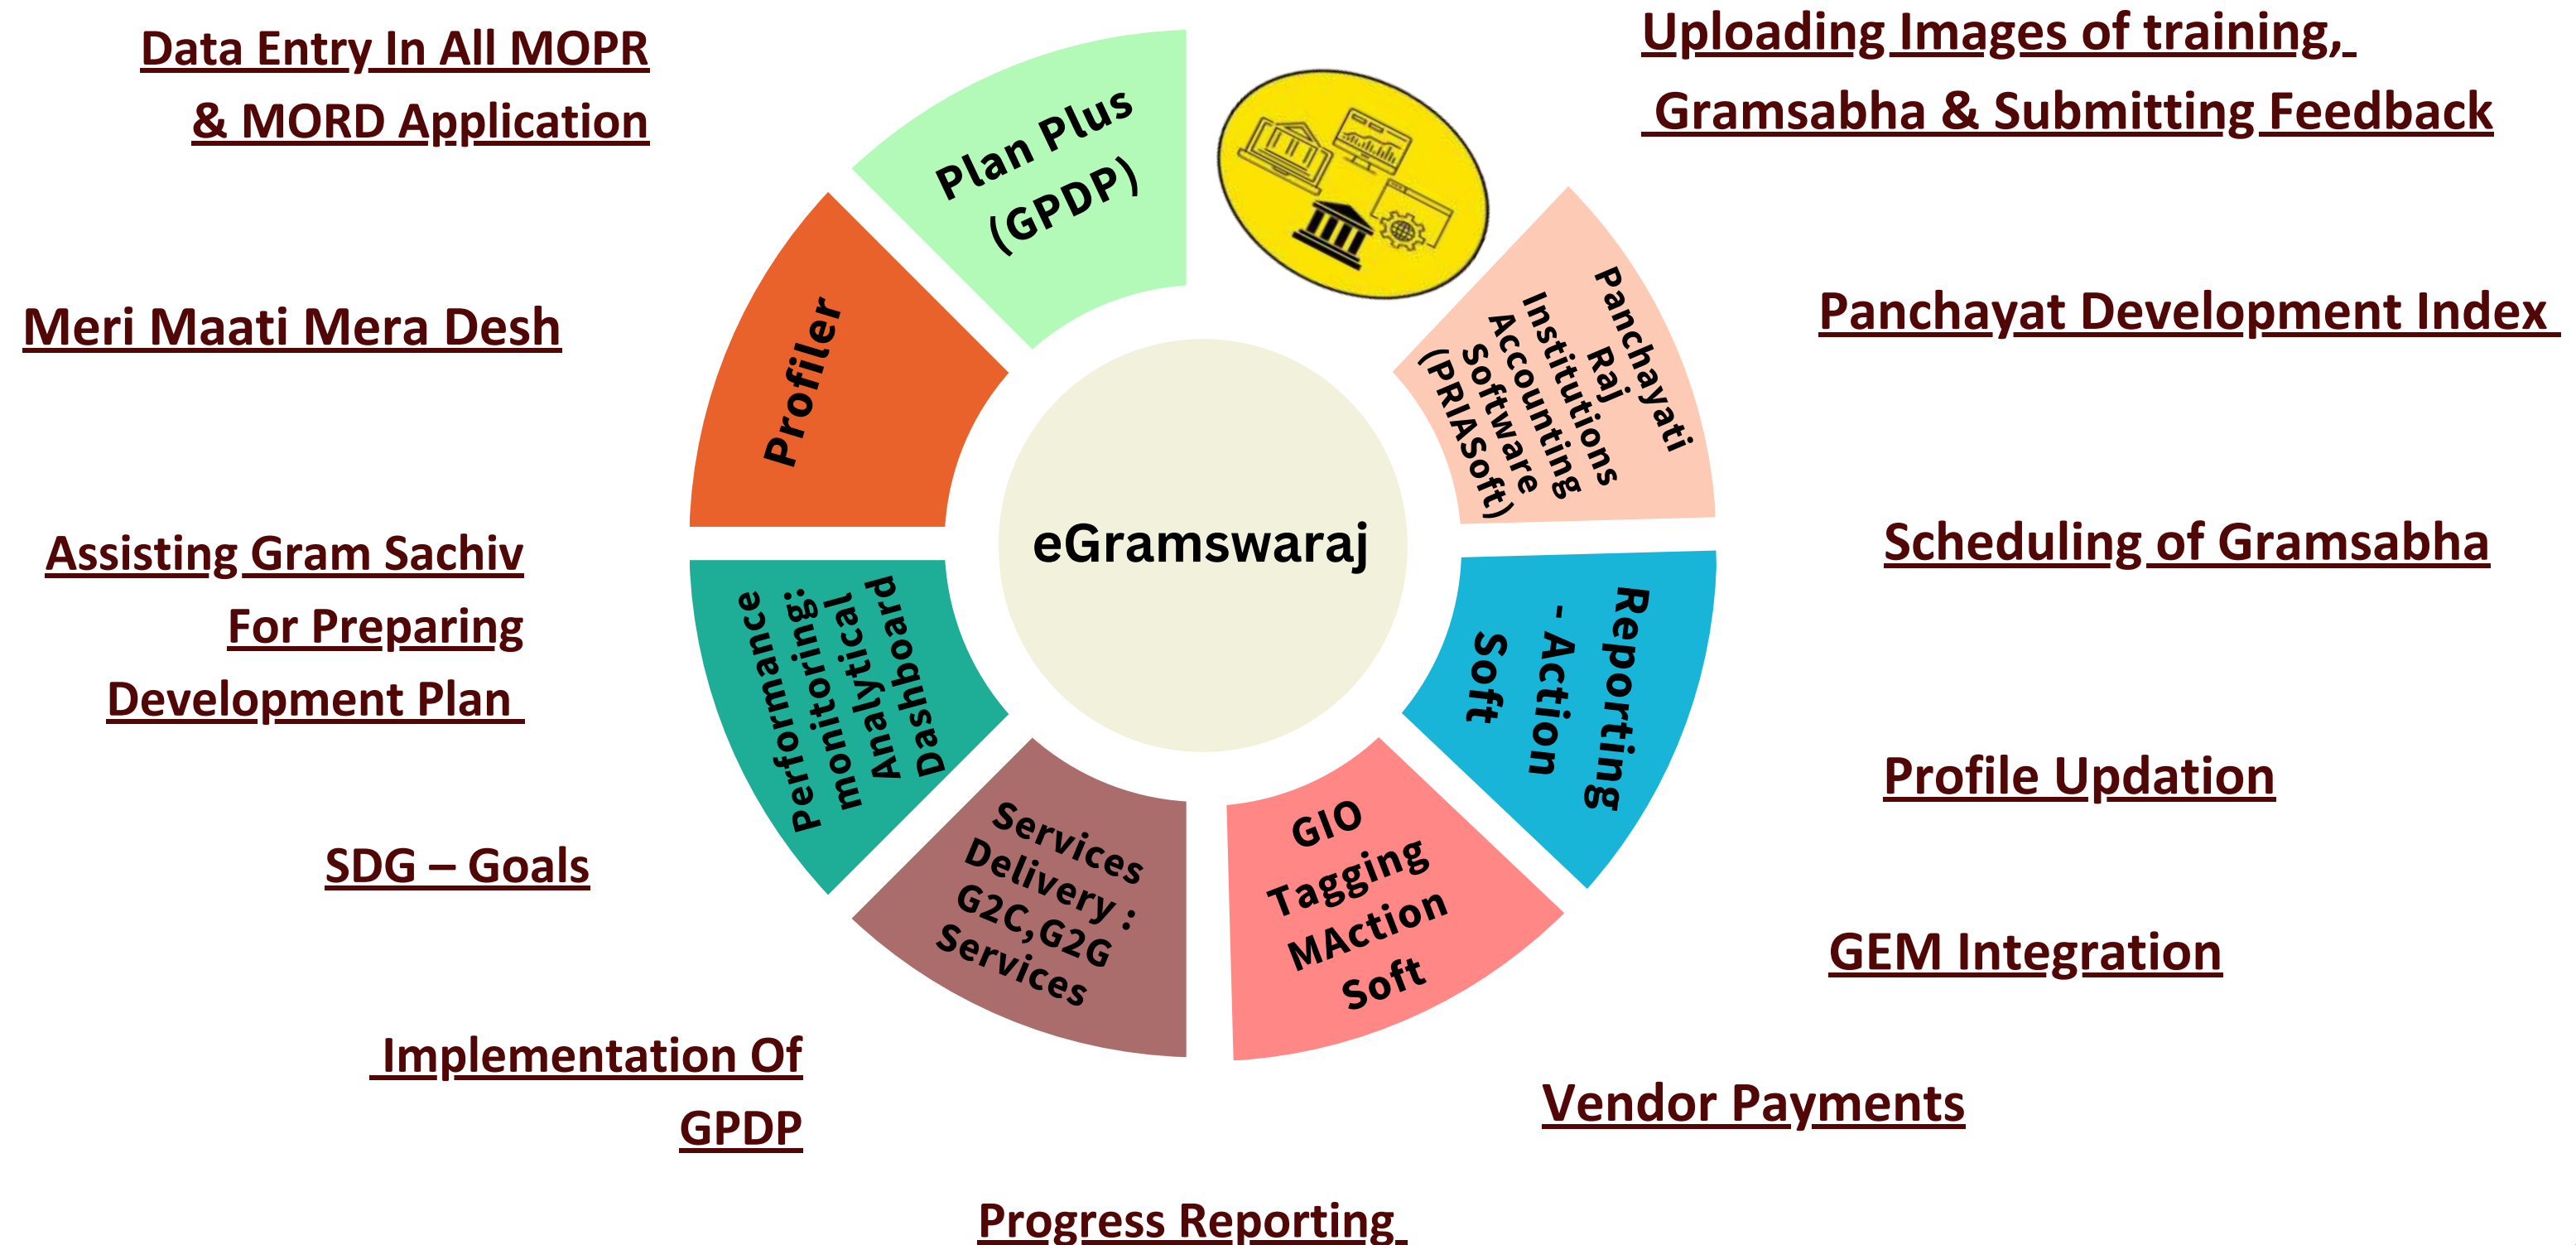 Data Entry In All MOPR
& MORD Application
Meri Maati Mera Desh
Assisting Gram Sachiv
For Preparing
Development Plan
SDG – Goals
Implementation Of
GPDP
Progress Reporting
Uploading Images of training,
Gramsabha & Submitting Feedback
Panchayat Development Index
Scheduling of Gramsabha
Profile Updation
GEM Integration
Vendor Payments
eGramswaraj
Plan Plus
(GPDP)
Panchayati
Raj
Institutions
Accounting
Software
(PRIASoft)
Reporting
- Action
Soft
GIO
Tagging
MAction
Soft
Services
Delivery :
G2C,G2G
Services
Performance
monitoring:
Analytical
Dashboard
Profiler